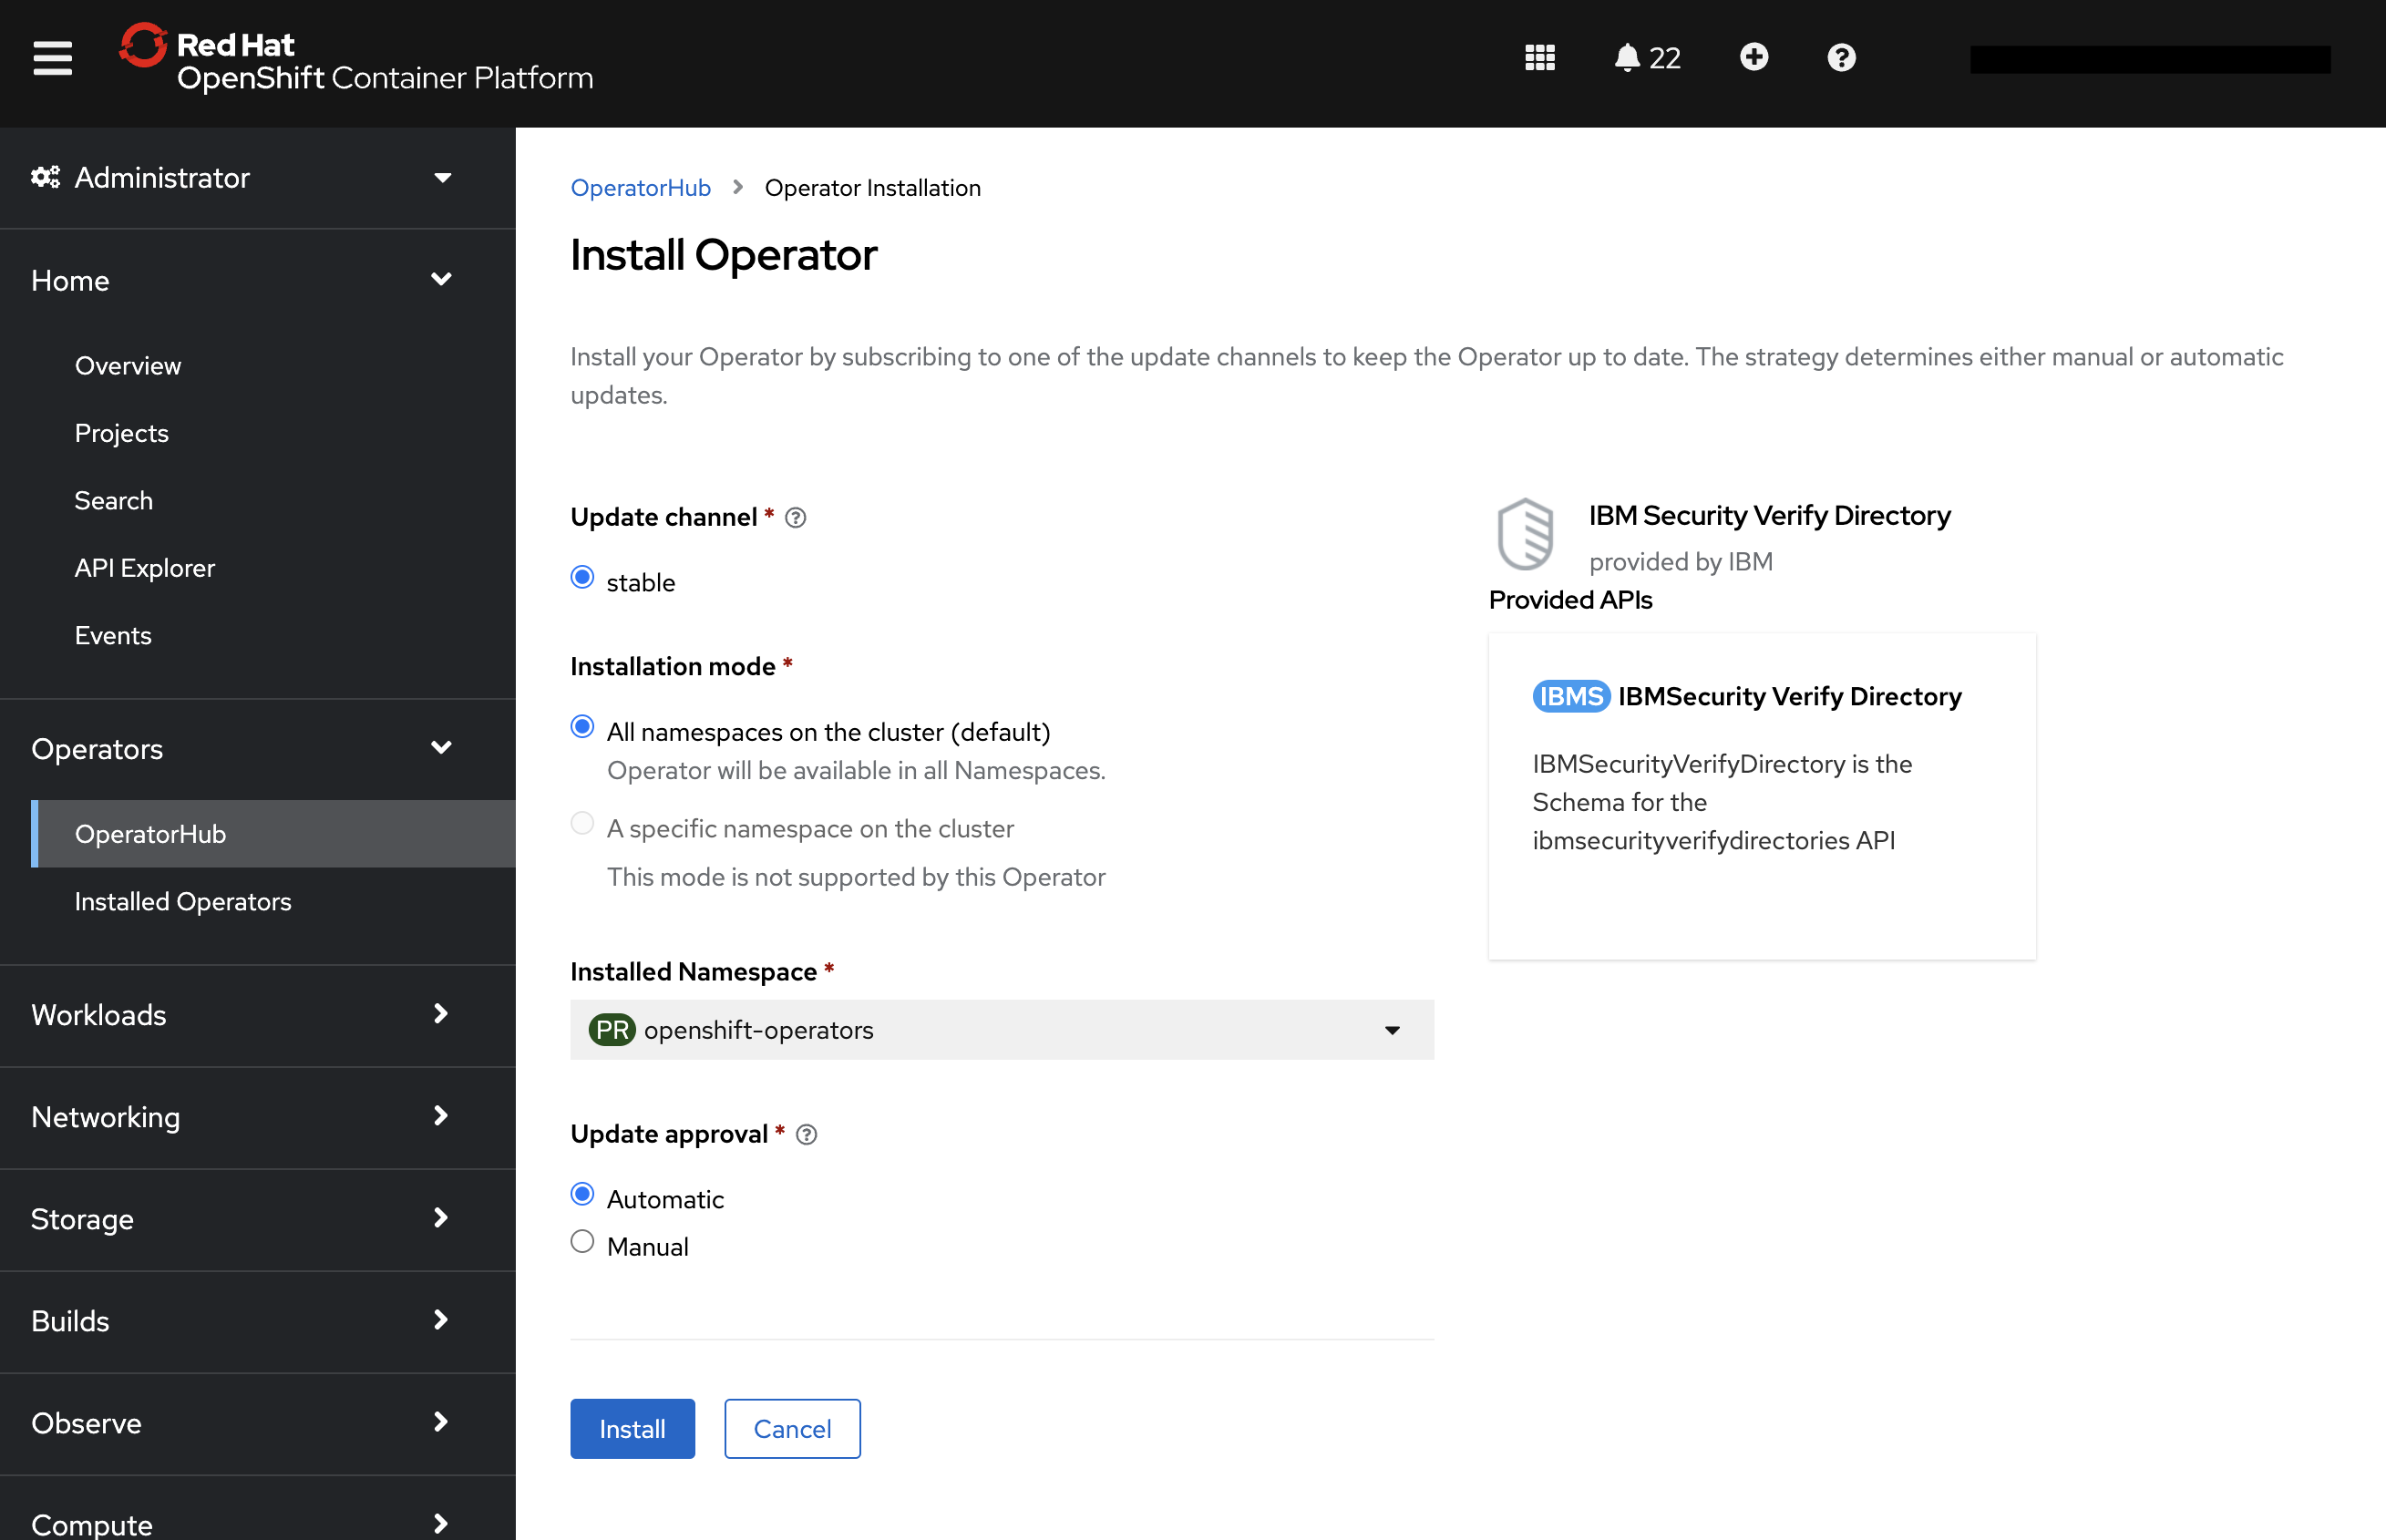 Red Hat
OpenShift Container Platform
22
Administrator
Home
Overview
Projects
Search
API Explorer
Events
Operators
OperatorHub
Installed Operators
Workloads
Networking
Storage
Builds
Observe
Compute
OperatorHub > Operator Installation
Install Operator
Install your Operator by subscribing to one of the update channels to keep the Operator up to date. The strategy determines either manual or automatic
updates.
Update channel *
stable
Installation mode *
All namespaces on the cluster (default)
Operator will be available in all Namespaces.
A specific namespace on the cluster
This mode is not supported by this Operator
Installed Namespace *
PR openshift-operators
Update approval *
Automatic
Manual
Install Cancel
IBM Security Verify Directory
provided by IBM
Provided APIs
IBMS IBMSecurity Verify Directory
IBMSecurityVerifyDirectory is the
Schema for the
ibmsecurityverifydirectories API